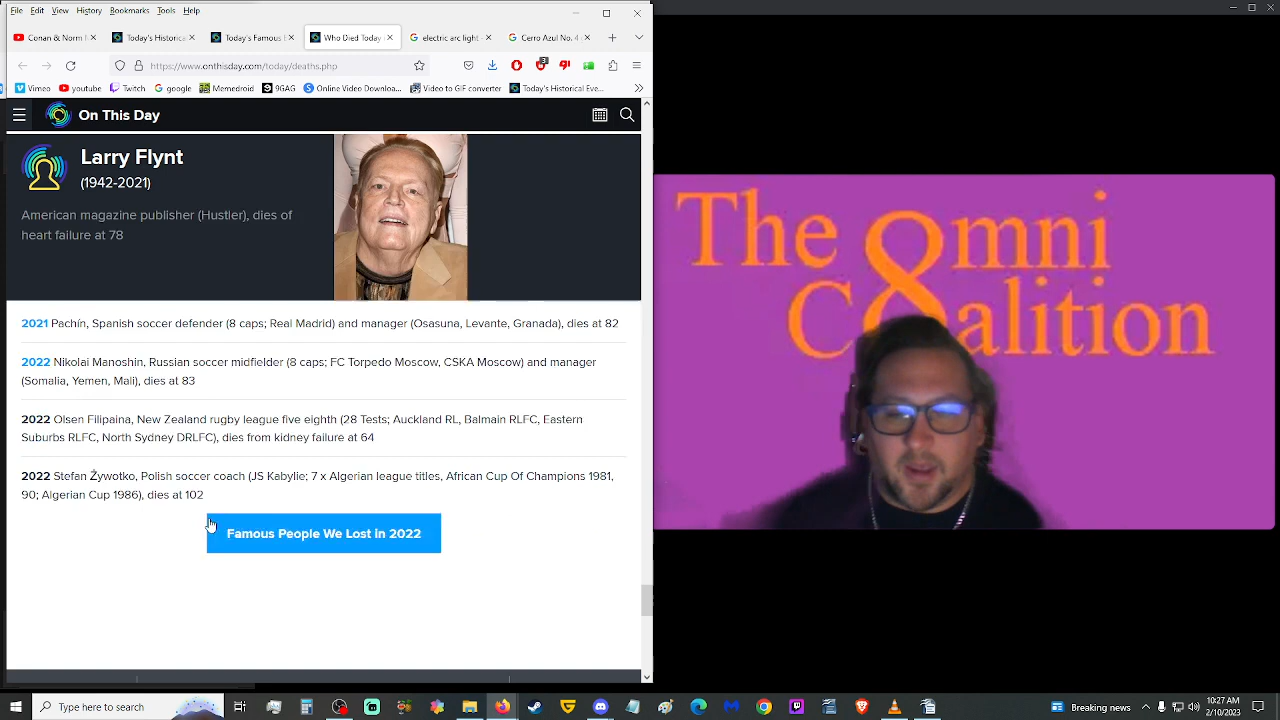 File Edit View History Bookmarks Tools Help
Conan & Norm
Today's Historica
Today's Famous
Who Died Today
electric arc light -
Cerro Azul No. 4
https://www.onthisday.com/today/deaths.php
Vimeo youtube Twitch google Memedroid 9GAG Online Video Downloa... Video to GIF converter Today's Historical Eve...
On This Day
Larry Flynt
(1942-2021)
American magazine publisher (Hustler), dies of
heart failure at 78
2021 Pachín, Spanish soccer defender (8 caps; Real Madrid) and manager (Osasuna, Levante, Granada), dies at 82
2022 Nikolai Manoshin, Russian soccer midfielder (8 caps; FC Torpedo Moscow, CSKA Moscow) and manager
(Somalia, Yemen, Mali), dies at 83
2022 Olsen Filipaina, New Zealand rugby league five eighth (28 Tests; Auckland RL, Balmain RLFC, Eastern
Suburbs RLFC, North Sydney DRLFC), dies from kidney failure at 64
2022 Stefan Żywotko, Polish soccer coach (JS Kabylie; 7 x Algerian league titles, African Cup Of Champions 1981,
90; Algerian Cup 1986), dies at 102
Famous People We Lost in 2022
The Omni
Coalition
Type here to search
Breaking news
10:27 AM
2/10/2023